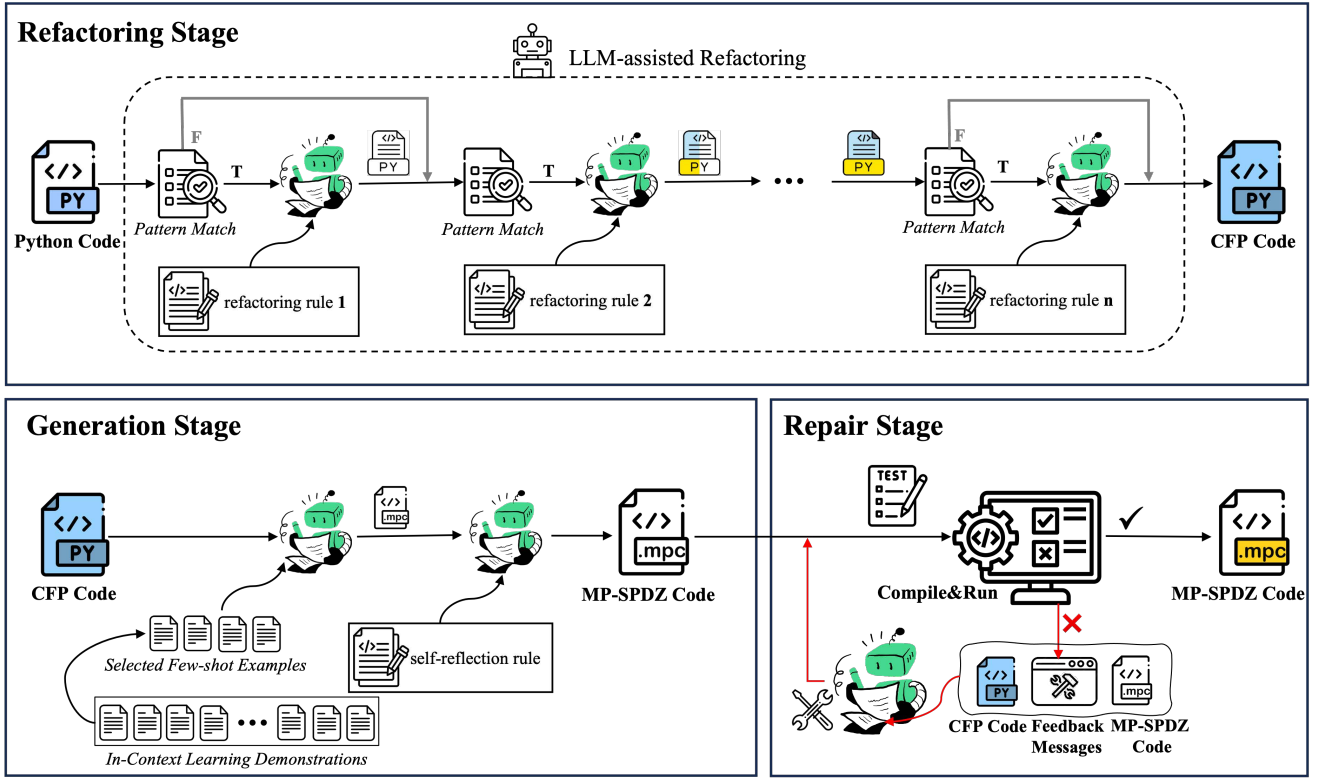 Refactoring Stage
LLM-assisted Refactoring
F
T
</>
PY
T
</>
PY
</>
PY
F
T
</>
PY
Python Code
Pattern Match
Pattern Match
Pattern Match
</>
PY
CFP Code
</>
refactoring rule 1
</>
refactoring rule 2
</>
refactoring rule n
Generation Stage
</>
PY
CFP Code
</>
.mpc
</>
.mpc
MP-SPDZ Code
Selected Few-shot Examples
</>
self-reflection rule
In-Context Learning Demonstrations
Repair Stage
TEST
</>
Compile&Run
</>
.mpc
MP-SPDZ Code
</>
PY
</>
.mpc
CFP Code
Feedback
Messages
MP-SPDZ
Code